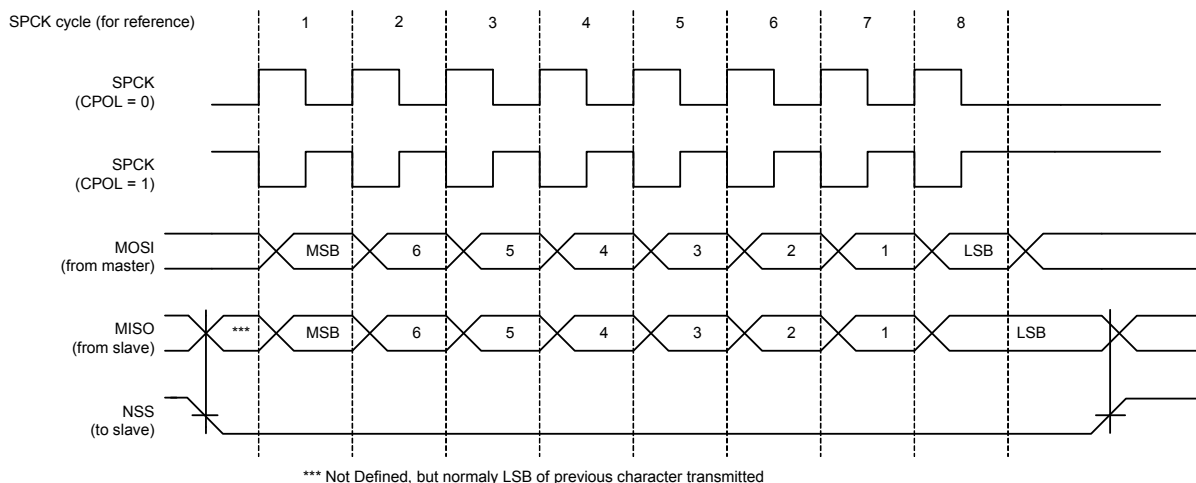 SPCK cycle (for reference) 1 2 3 4 5 6 7 8
SPCK
(CPOL = 0)
SPCK
(CPOL = 1)
MOSI
(from master)
MSB 6 5 4 3 2 1 LSB
MISO
(from slave)
*** MSB 6 5 4 3 2 1 LSB
NSS
(to slave)
*** Not Defined, but normaly LSB of previous character transmitted